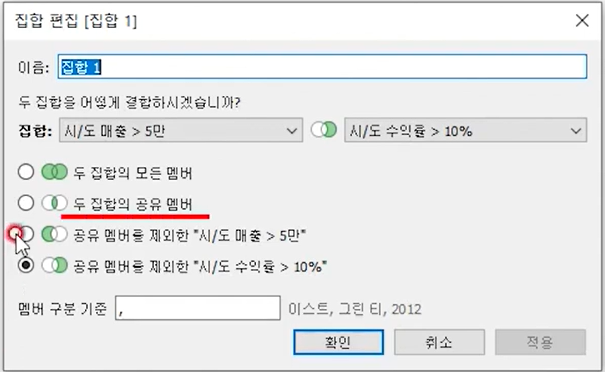 집합 편집 [집합 1]
이름: 집합 1
두 집합을 어떻게 결합하시겠습니까?
집합: 시/도 매출 > 5만 시/도 수익률 > 10%
두 집합의 모든 멤버
두 집합의 공유 멤버
공유 멤버를 제외한 "시/도 매출 > 5만"
공유 멤버를 제외한 "시/도 수익률 > 10%"
멤버 구분 기준 , 이스트, 그린 티, 2012
확인 취소 적용